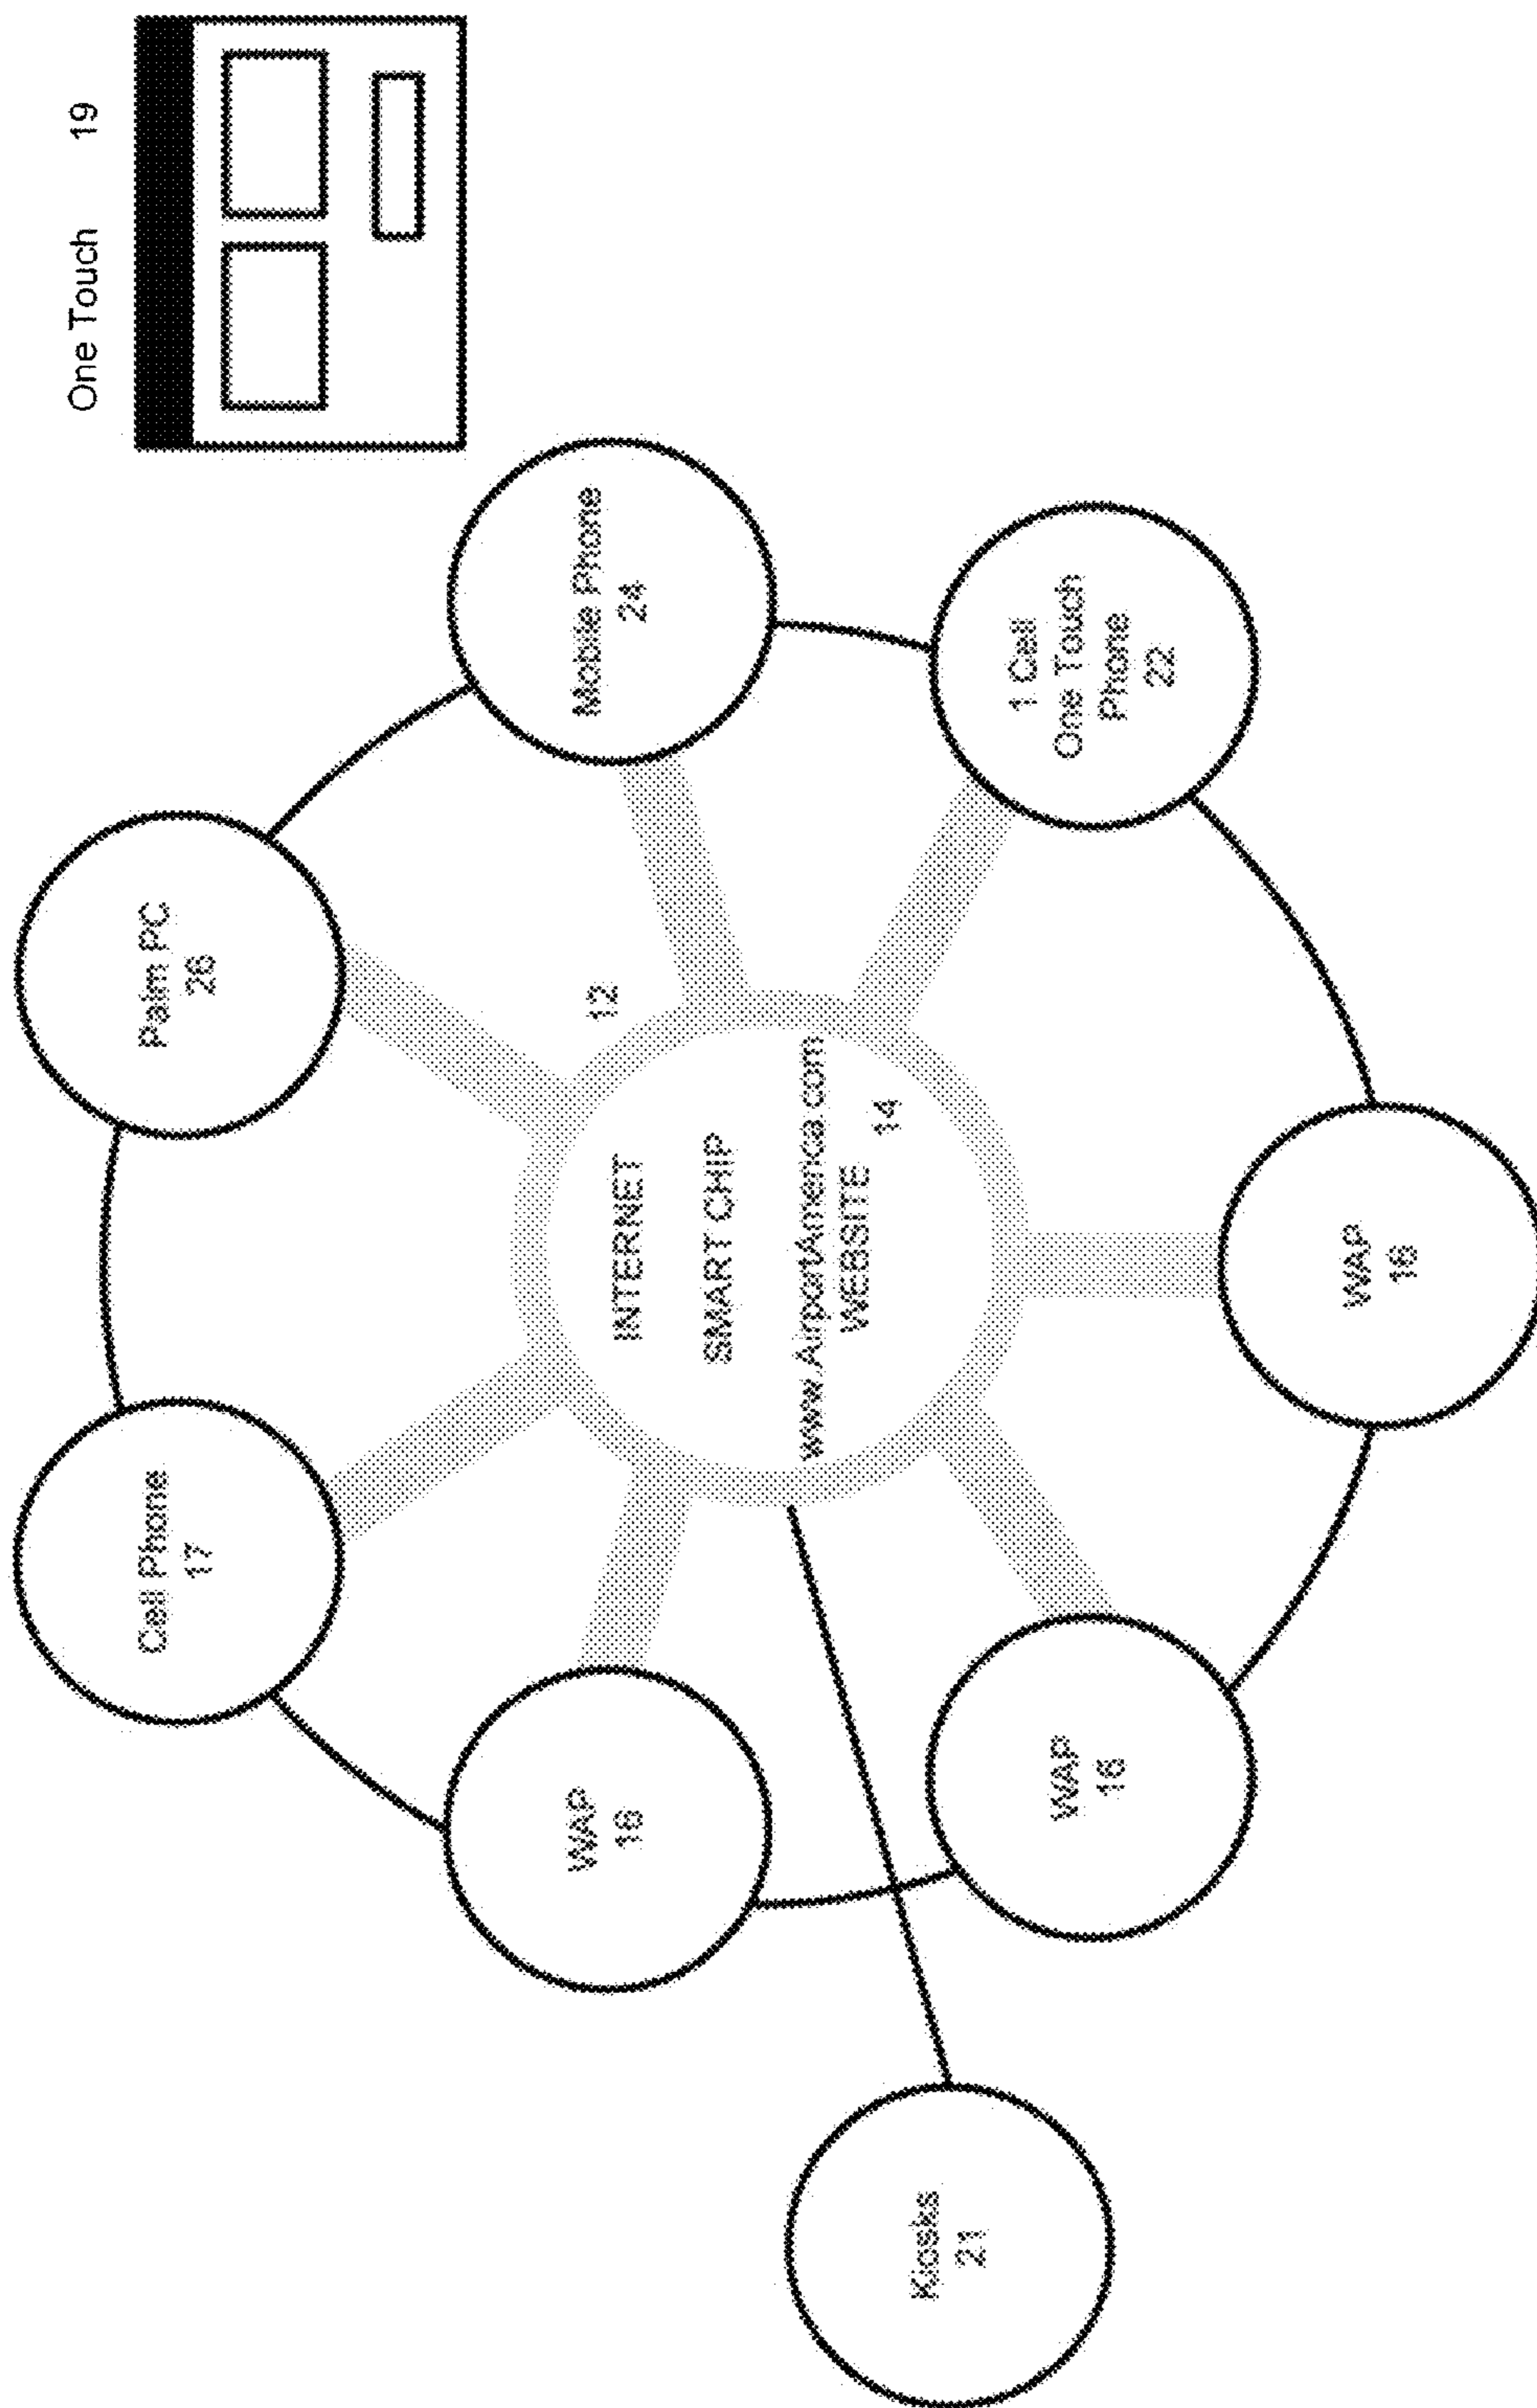 One Touch 19
Cell Phone
17
Palm PC
26
WAP
16
INTERNET
12
Mobile Phone
24
SMART CHIP
www.AirportAmerica.com
WEBSITE
14
Kiosks
21
WAP
16
1 Call
One Touch
Phone
22
WAP
16